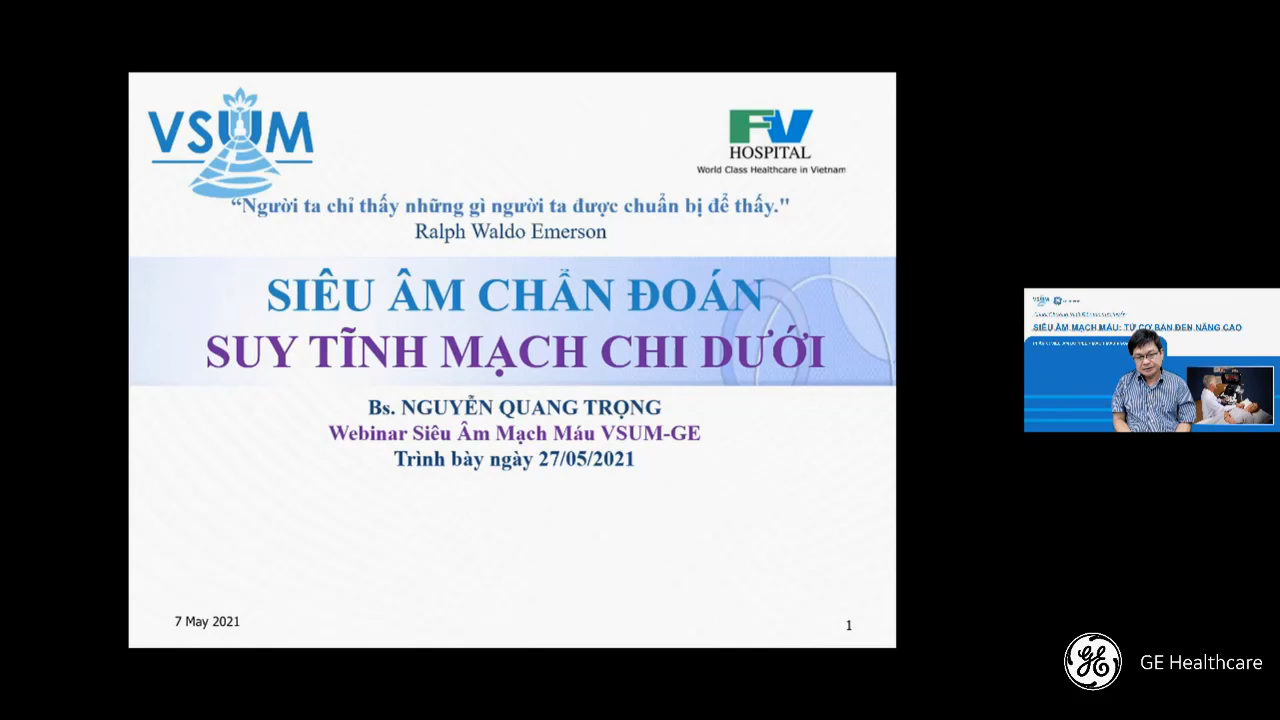 VSUM
FV
HOSPITAL
World Class Healthcare in Vietnam
“Người ta chỉ thấy những gì người ta được chuẩn bị để thấy."
Ralph Waldo Emerson
SIÊU ÂM CHẨN ĐOÁN
SUY TĨNH MẠCH CHI DƯỚI
Bs. NGUYỄN QUANG TRỌNG
Webinar Siêu Âm Mạch Máu VSUM-GE
Trình bày ngày 27/05/2021
7 May 2021
1
VSUM
SIÊU ÂM MẠCH MÁU: TỪ CƠ BẢN ĐẾN NÂNG CAO
GE Healthcare